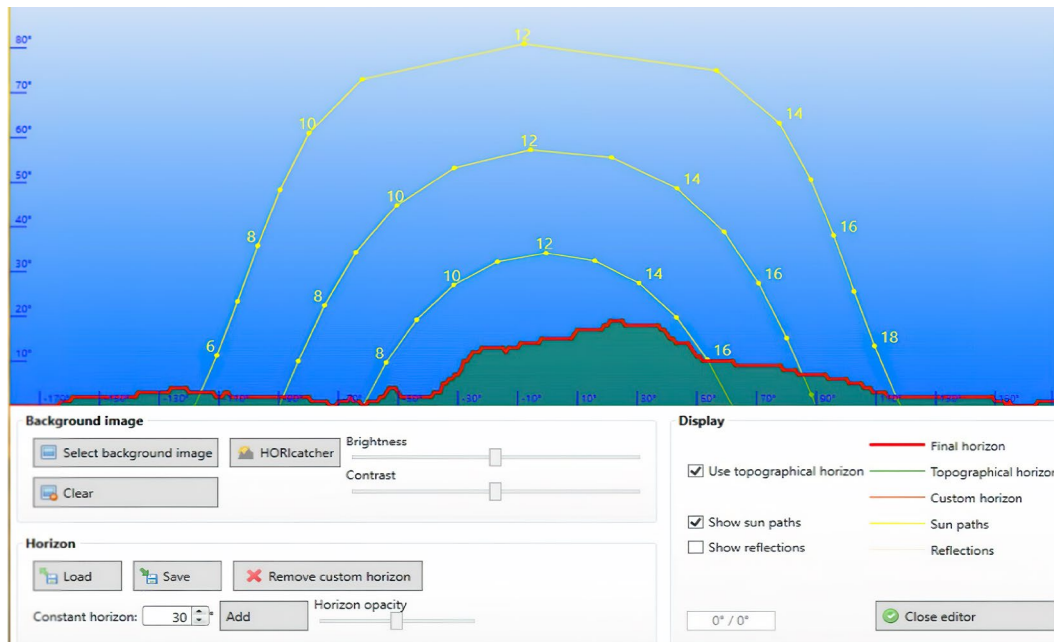 80°
70°
60°
50°
40°
30°
20°
10°
12
10
14
8
16
6
18
12
10
14
8
16
12
10
14
8
16
-170° -130° -30° -10° 10° 30° 50° 70° 90°
Background image
Select background image
HORIcatcher
Clear
Brightness
Contrast
Horizon
Load
Save
Remove custom horizon
Constant horizon: 30 ° Add
Horizon opacity
Display
Use topographical horizon
Show sun paths
Show reflections
Final horizon
Topographical horizon
Custom horizon
Sun paths
Reflections
0° / 0°
Close editor